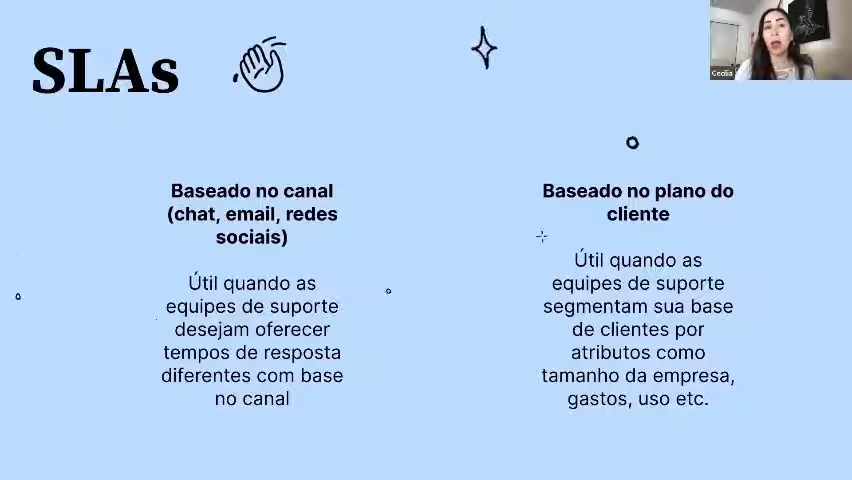 SLAs
Cecilia
Baseado no canal
(chat, email, redes
sociais)
Útil quando as
equipes de suporte
desejam oferecer
tempos de resposta
diferentes com base
no canal
Baseado no plano do
cliente
Útil quando as
equipes de suporte
segmentam sua base
de clientes por
atributos como
tamanho da empresa,
gastos, uso etc.